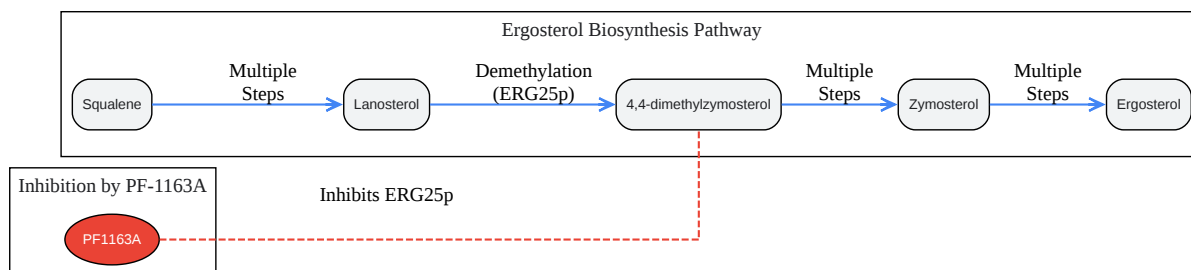 Ergosterol Biosynthesis Pathway
Multiple
Steps
Demethylation
(ERG25p)
Multiple
Steps
Multiple
Steps
Squalene
Lanosterol
4,4-dimethylzymosterol
Zymosterol
Ergosterol
Inhibition by PF-1163A
Inhibits ERG25p
PF1163A